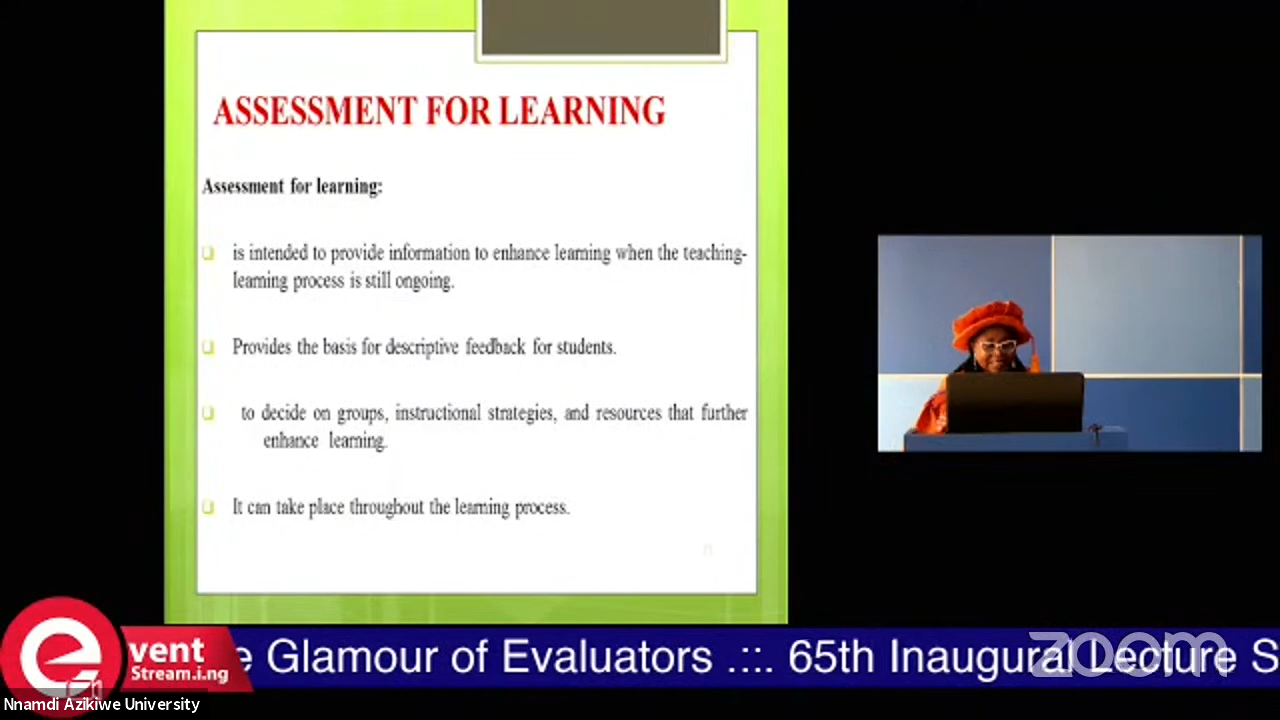 ASSESSMENT FOR LEARNING
Assessment for learning:
is intended to provide information to enhance learning when the teaching-
learning process is still ongoing.
Provides the basis for descriptive feedback for students.
to decide on groups, instructional strategies, and resources that further
enhance learning.
It can take place throughout the learning process.
e
vent
Stream.i.ng
e Glamour of Evaluators .::. 65th Inaugural Lecture S
zoom
Nnamdi Azikiwe University